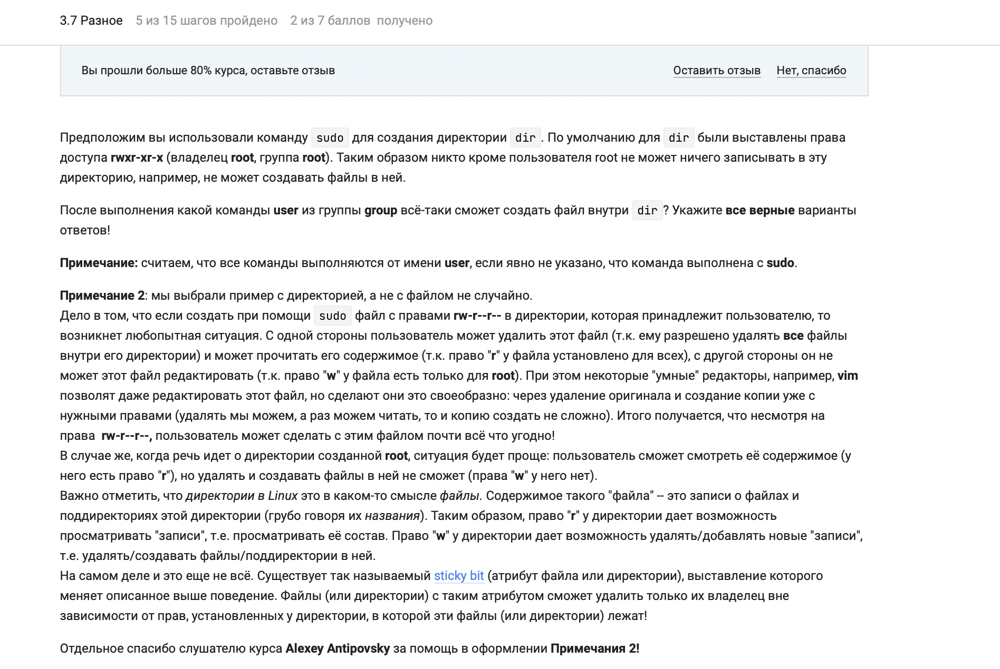 3.7 Разное 5 из 15 шагов пройдено 2 из 7 баллов получено
Вы прошли больше 80% курса, оставьте отзыв Оставить отзыв Нет, спасибо
Предположим вы использовали команду sudo для создания директории dir. По умолчанию для dir были выставлены права
доступа rwxr-xr-x (владелец root, группа root). Таким образом никто кроме пользователя root не может ничего записывать в эту
директорию, например, не может создавать файлы в ней.
После выполнения какой команды user из группы group всё-таки сможет создать файл внутри dir? Укажите все верные варианты
ответов!
Примечание: считаем, что все команды выполняются от имени user, если явно не указано, что команда выполнена с sudo.
Примечание 2: мы выбрали пример с директорией, а не с файлом не случайно.
Дело в том, что если создать при помощи sudo файл с правами rw-r--r-- в директории, которая принадлежит пользователю, то
возникнет любопытная ситуация. С одной стороны пользователь может удалить этот файл (т.к. ему разрешено удалять все файлы
внутри его директории) и может прочитать его содержимое (т.к. право "r" у файла установлено для всех), с другой стороны он не
может этот файл редактировать (т.к. право "w" у файла есть только для root). При этом некоторые "умные" редакторы, например, vim
позволят даже редактировать этот файл, но сделают они это своеобразно: через удаление оригинала и создание копии уже с
нужными правами (удалять мы можем, а раз можем читать, то и копию создать не сложно). Итого получается, что несмотря на
права rw-r--r--, пользователь может сделать с этим файлом почти всё что угодно!
В случае же, когда речь идет о директории созданной root, ситуация будет проще: пользователь сможет смотреть её содержимое (у
него есть право "r"), но удалять и создавать файлы в ней не сможет (права "w" у него нет).
Важно отметить, что директории в Linux это в каком-то смысле файлы. Содержимое такого "файла" -- это записи о файлах и
поддиректориях этой директории (грубо говоря их названия). Таким образом, право "r" у директории дает возможность
просматривать "записи", т.е. просматривать её состав. Право "w" у директории дает возможность удалять/добавлять новые "записи",
т.е. удалять/создавать файлы/поддиректории в ней.
На самом деле и это еще не всё. Существует так называемый sticky bit (атрибут файла или директории), выставление которого
меняет описанное выше поведение. Файлы (или директории) с таким атрибутом сможет удалить только их владелец вне
зависимости от прав, установленных у директории, в которой эти файлы (или директории) лежат!
Отдельное спасибо слушателю курса Alexey Antipovsky за помощь в оформлении Примечания 2!